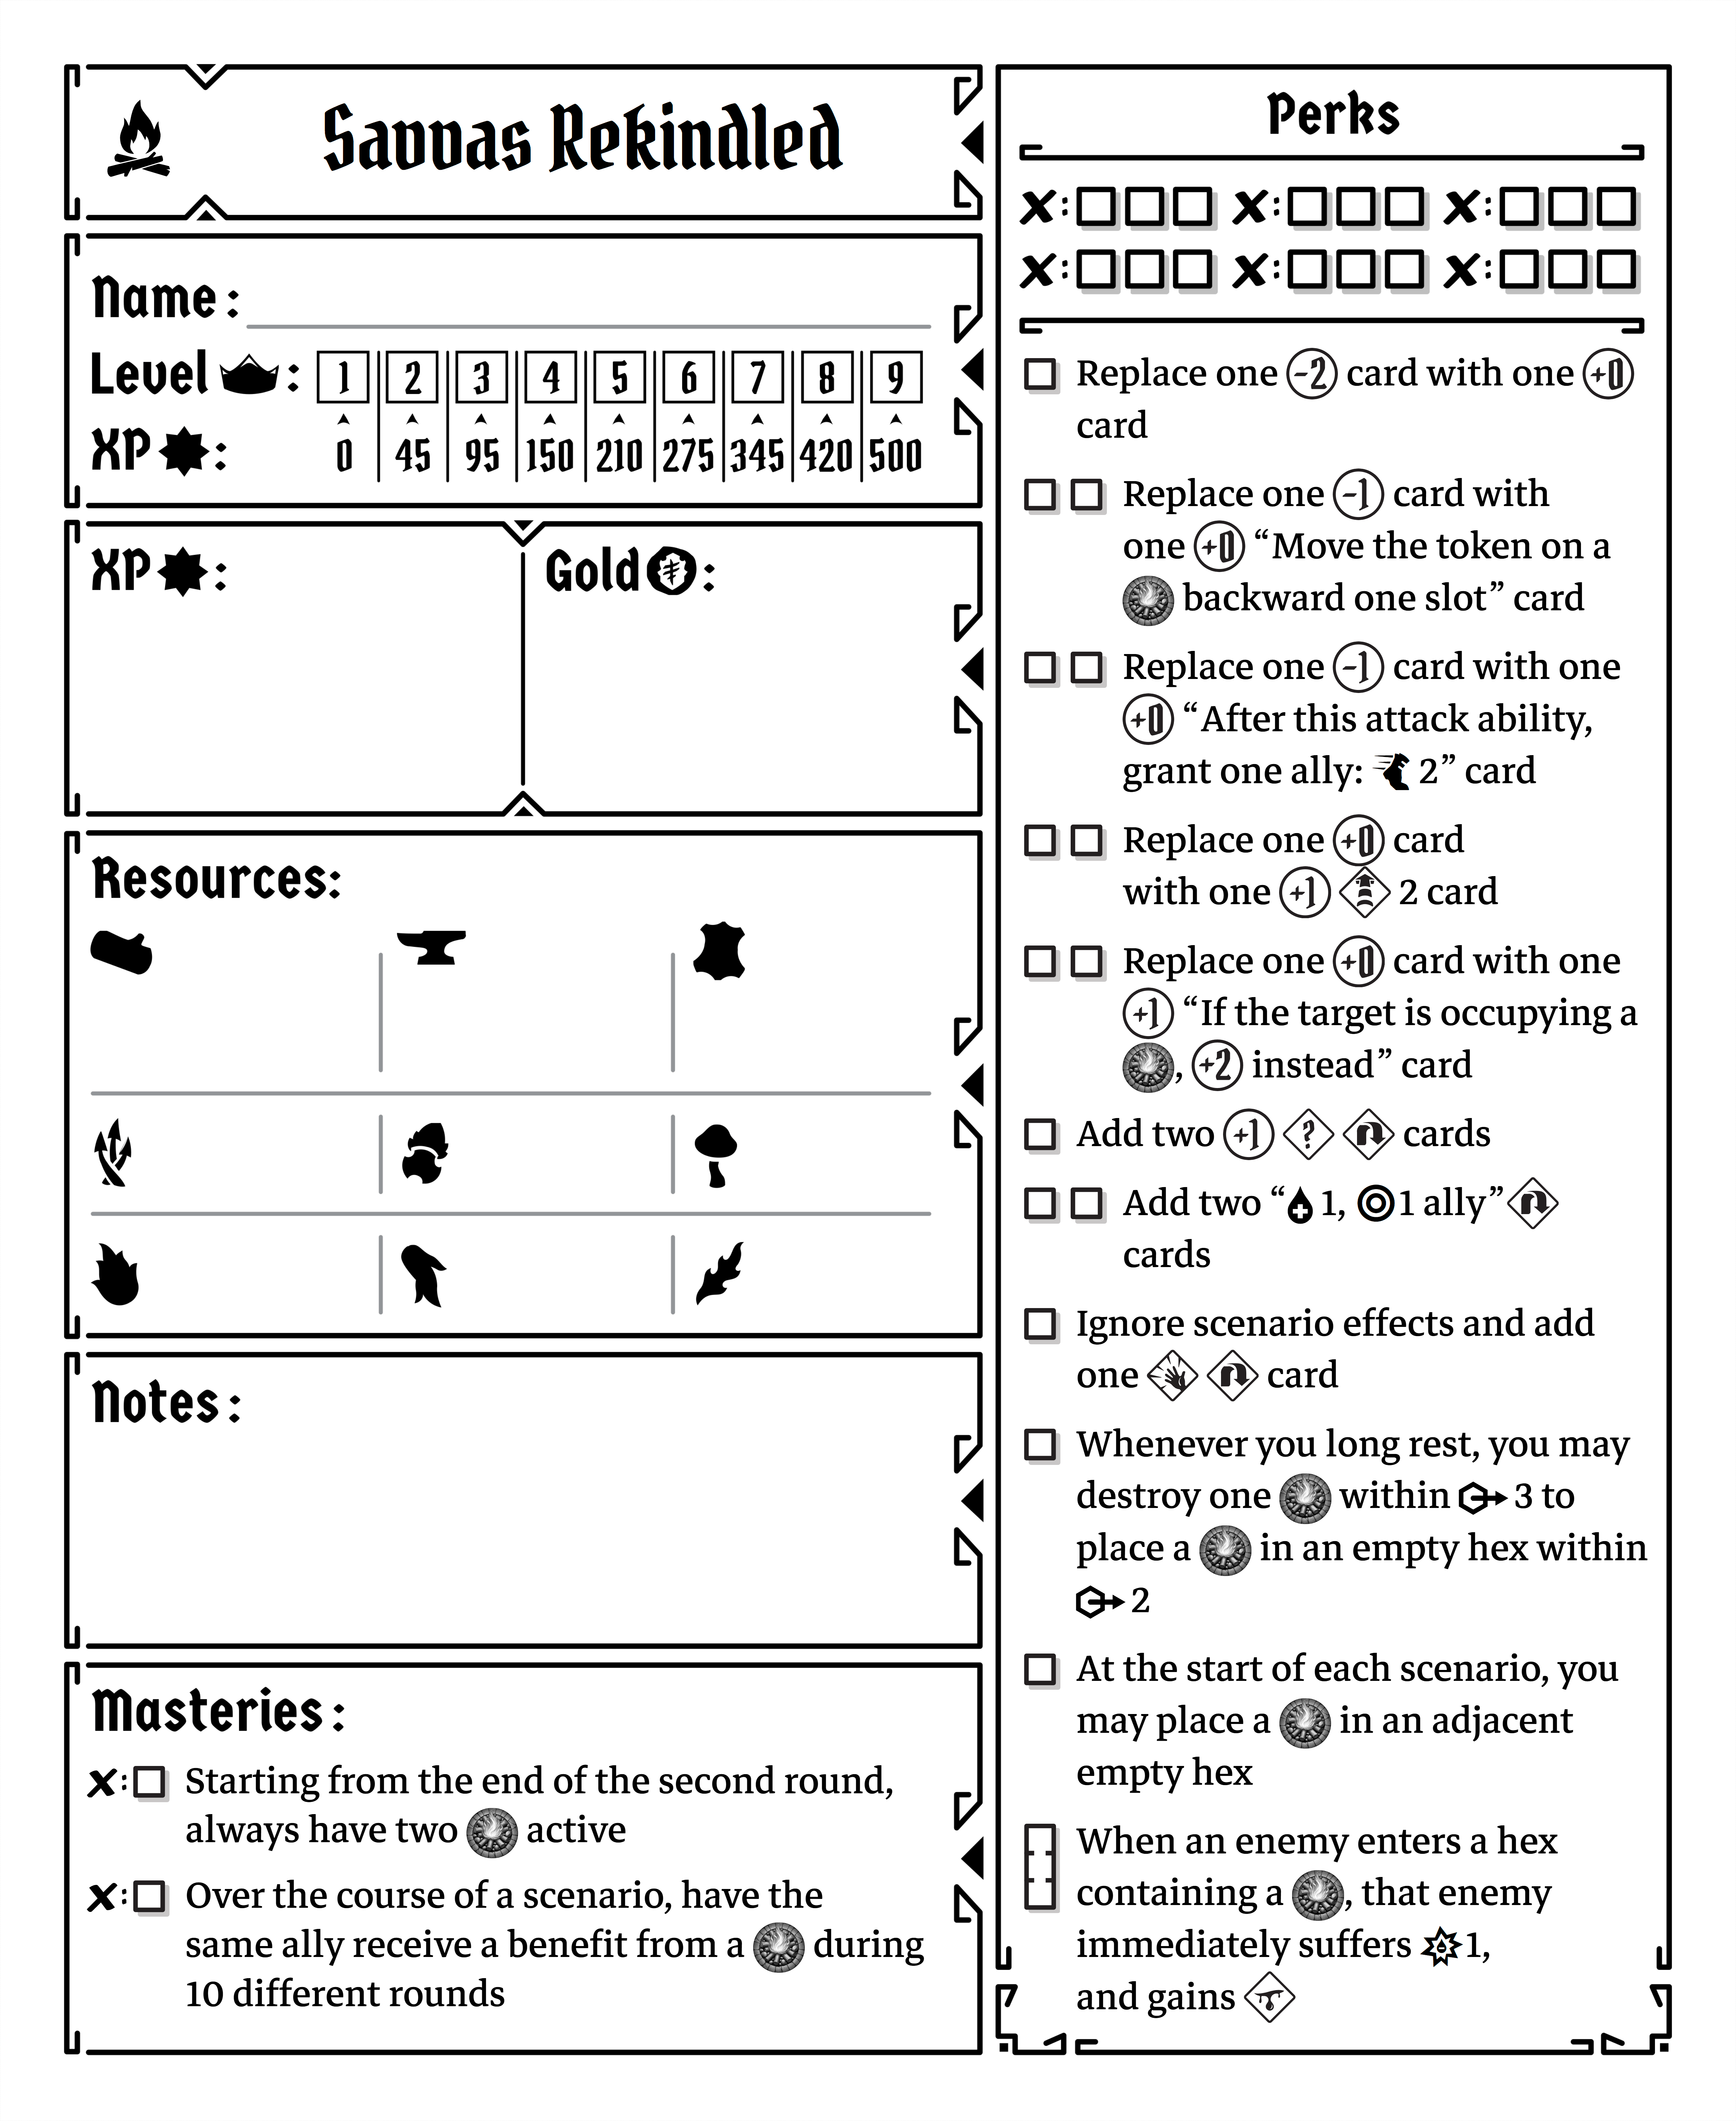 Savvas Rekindled
Name:
Level :
1 2 3 4 5 6 7 8 9
XP :
0 45 95 150 210 275 345 420 500
XP :
Gold :
Resources:
Notes:
Masteries:
X: Starting from the end of the second round,
always have two active
X: Over the course of a scenario, have the
same ally receive a benefit from a during
10 different rounds
Perks
X: X: X:
X: X: X:
Replace one -2 card with one +0
card
Replace one -1 card with
one +0 “Move the token on a
backward one slot” card
Replace one -1 card with one
+0 “After this attack ability,
grant one ally: 2” card
Replace one +0 card
with one +1 2 card
Replace one +0 card with one
+1 “If the target is occupying a
, +2 instead” card
Add two +1 ? cards
Add two “ 1, 1 ally”
cards
Ignore scenario effects and add
one card
Whenever you long rest, you may
destroy one within 3 to
place a in an empty hex within
2
At the start of each scenario, you
may place a in an adjacent
empty hex
When an enemy enters a hex
containing a , that enemy
immediately suffers 1,
and gains